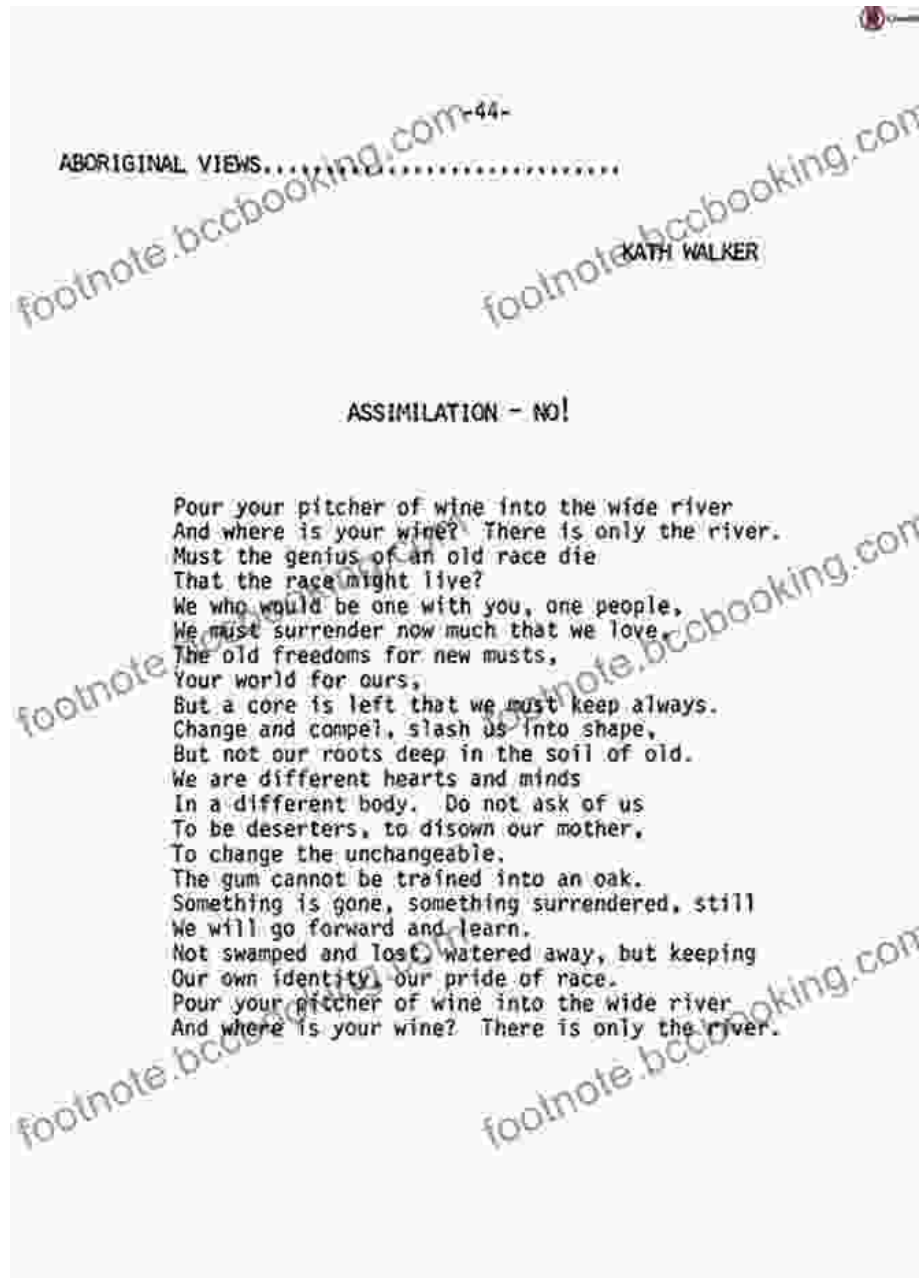 -44-
ABORIGINAL VIEWS..............................
KATH WALKER
ASSIMILATION - NO!
Pour your pitcher of wine into the wide river
And where is your wine? There is only the river.
Must the genius of an old race die
That the race might live?
We who would be one with you, one people,
We must surrender now much that we love,
The old freedoms for new musts,
Your world for ours,
But a core is left that we must keep always.
Change and compel, slash us into shape,
But not our roots deep in the soil of old.
We are different hearts and minds
In a different body. Do not ask of us
To be deserters, to disown our mother,
To change the unchangeable.
The gum cannot be trained into an oak.
Something is gone, something surrendered, still
We will go forward and learn.
Not swamped and lost, watered away, but keeping
Our own identity, our pride of race.
Pour your pitcher of wine into the wide river
And where is your wine? There is only the river.
footnote.bccbooking.com
footnote.bccbooking.com
footnote.bccbooking.com
footnote.bccbooking.com
footnote.bccbooking.com
footnote.bccbooking.com